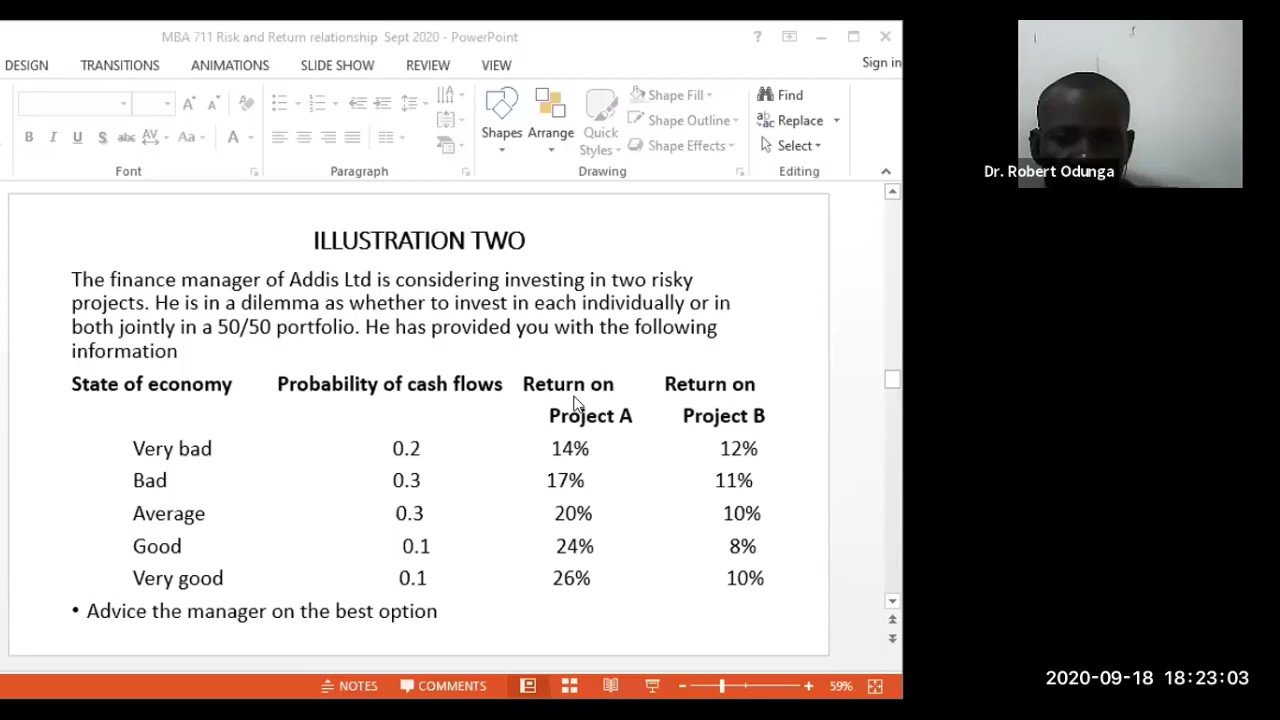 MBA 711 Risk and Return relationship Sept 2020 - PowerPoint
?
DESIGN TRANSITIONS ANIMATIONS SLIDE SHOW REVIEW VIEW Sign in
Shapes Arrange Quick Styles
Shape Fill
Shape Outline
Shape Effects
Find
Replace
Select
B I U S abc AV Aa A
Font Paragraph Drawing Editing
Dr. Robert Odunga
ILLUSTRATION TWO
The finance manager of Addis Ltd is considering investing in two risky
projects. He is in a dilemma as whether to invest in each individually or in
both jointly in a 50/50 portfolio. He has provided you with the following
information
State of economy Probability of cash flows Return on Return on
Project A Project B
Very bad 0.2 14% 12%
Bad 0.3 17% 11%
Average 0.3 20% 10%
Good 0.1 24% 8%
Very good 0.1 26% 10%
• Advice the manager on the best option
NOTES COMMENTS 59%
2020-09-18 18:23:03